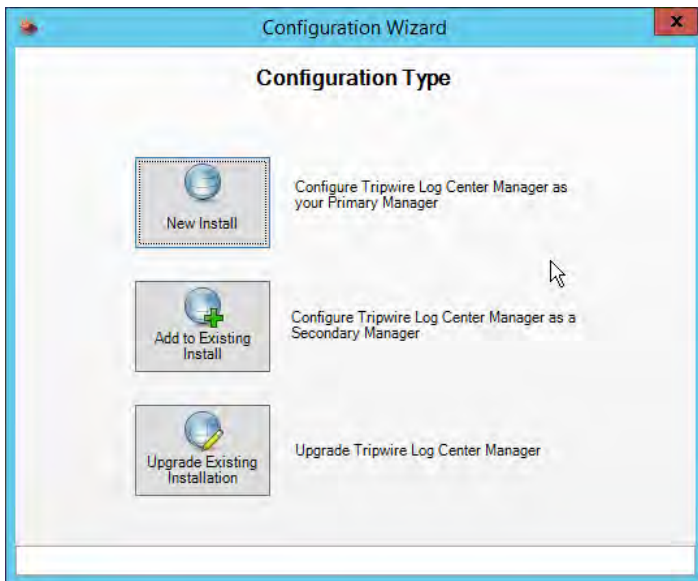 Configuration Wizard
x
Configuration Type
New Install
Configure Tripwire Log Center Manager as
your Primary Manager
Add to Existing
Install
Configure Tripwire Log Center Manager as a
Secondary Manager
Upgrade Existing
Installation
Upgrade Tripwire Log Center Manager